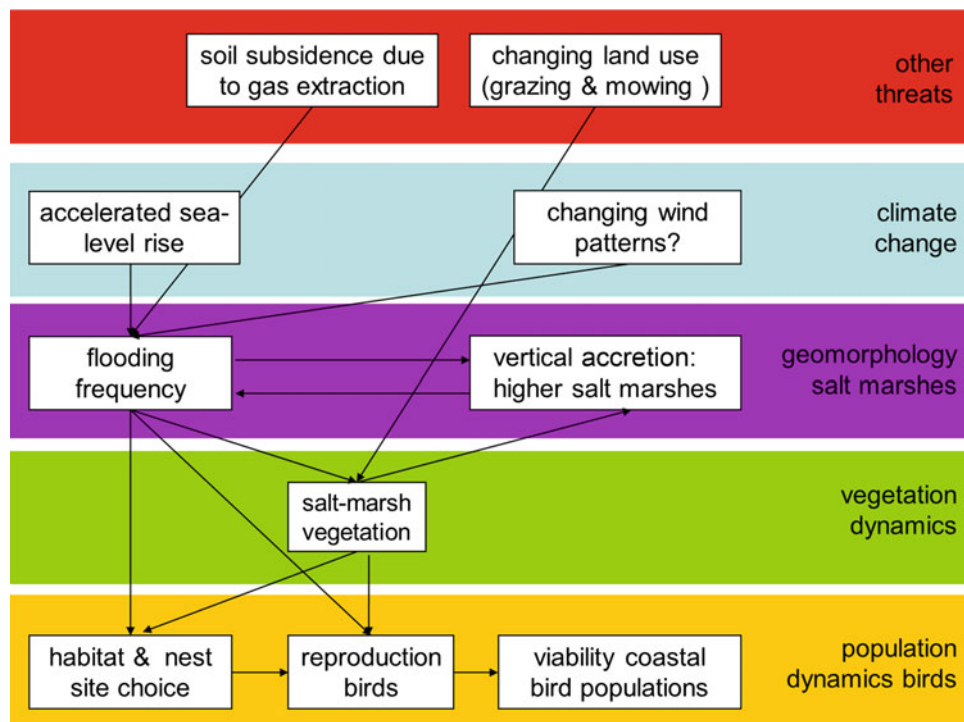 soil subsidence due
to gas extraction
changing land use
(grazing & mowing )
other
threats
accelerated sea-
level rise
changing wind
patterns?
climate
change
flooding
frequency
vertical accretion:
higher salt marshes
geomorphology
salt marshes
salt-marsh
vegetation
vegetation
dynamics
habitat & nest
site choice
reproduction
birds
viability coastal
bird populations
population
dynamics birds